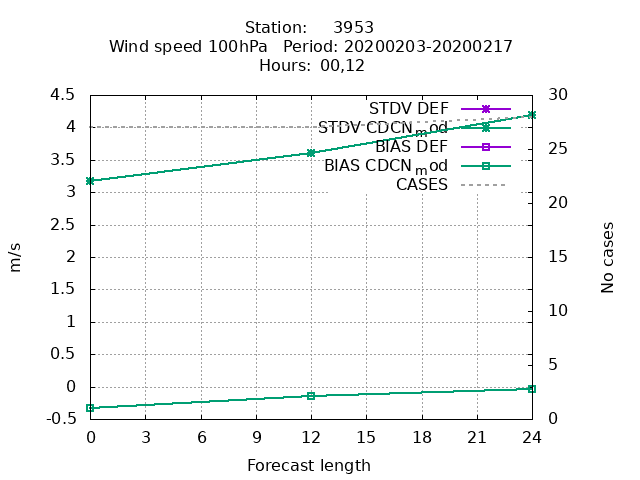 Station: 3953
Wind speed 100hPa Period: 20200203-20200217
Hours: 00,12
4.5
4
3.5
3
2.5
2
1.5
1
0.5
0
-0.5
30
25
20
15
10
5
0
STDV DEF
STDV CDCNmod
BIAS DEF
BIAS CDCNmod
CASES
m/s
No cases
0 3 6 9 12 15 18 21 24
Forecast length